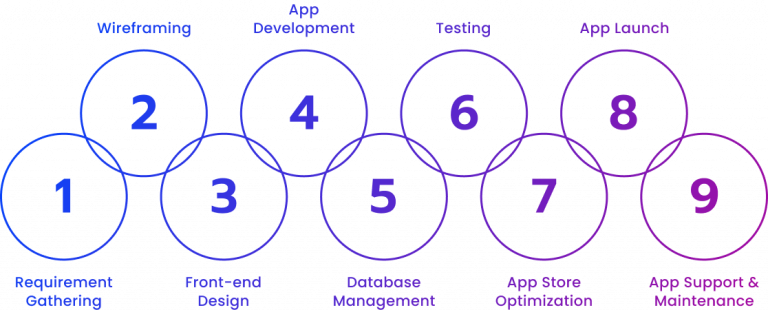 Wireframing
App
Development
Testing
App Launch
2
4
6
8
1
3
5
7
9
Requirement
Gathering
Front-end
Design
Database
Management
App Store
Optimization
App Support &
Maintenance